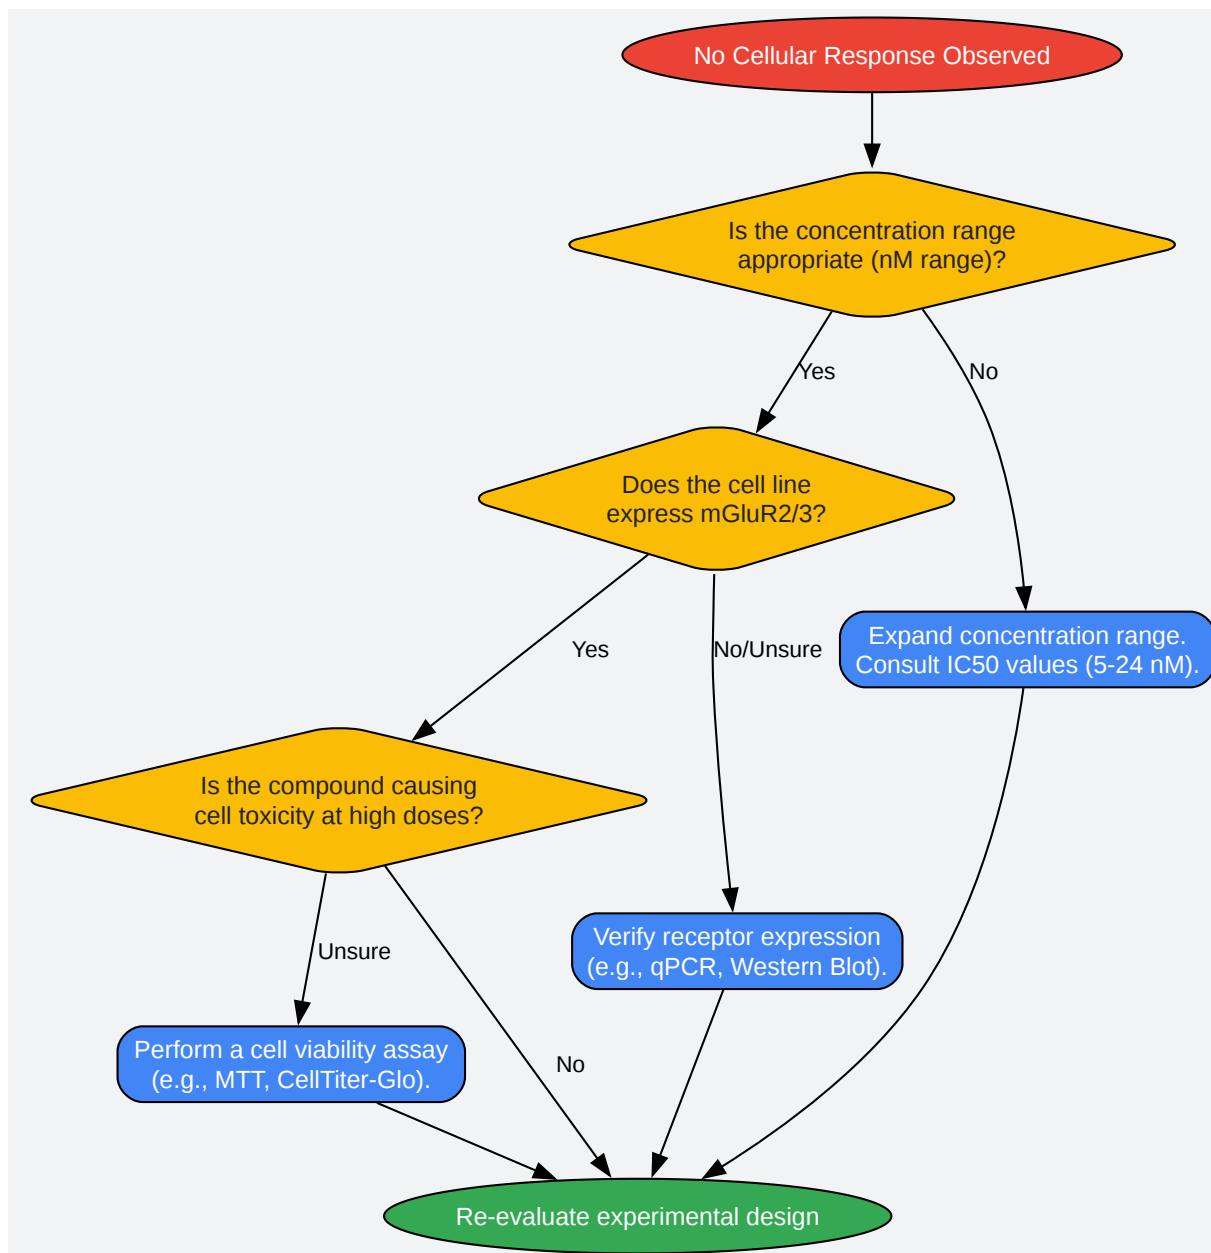 No Cellular Response Observed
Is the concentration range
appropriate (nM range)?
Yes
No
Does the cell line
express mGluR2/3?
Expand concentration range.
Consult IC50 values (5-24 nM).
Yes
No/Unsure
Is the compound causing
cell toxicity at high doses?
Verify receptor expression
(e.g., qPCR, Western Blot).
Unsure
Perform a cell viability assay
(e.g., MTT, CellTiter-Glo).
No
Re-evaluate experimental design